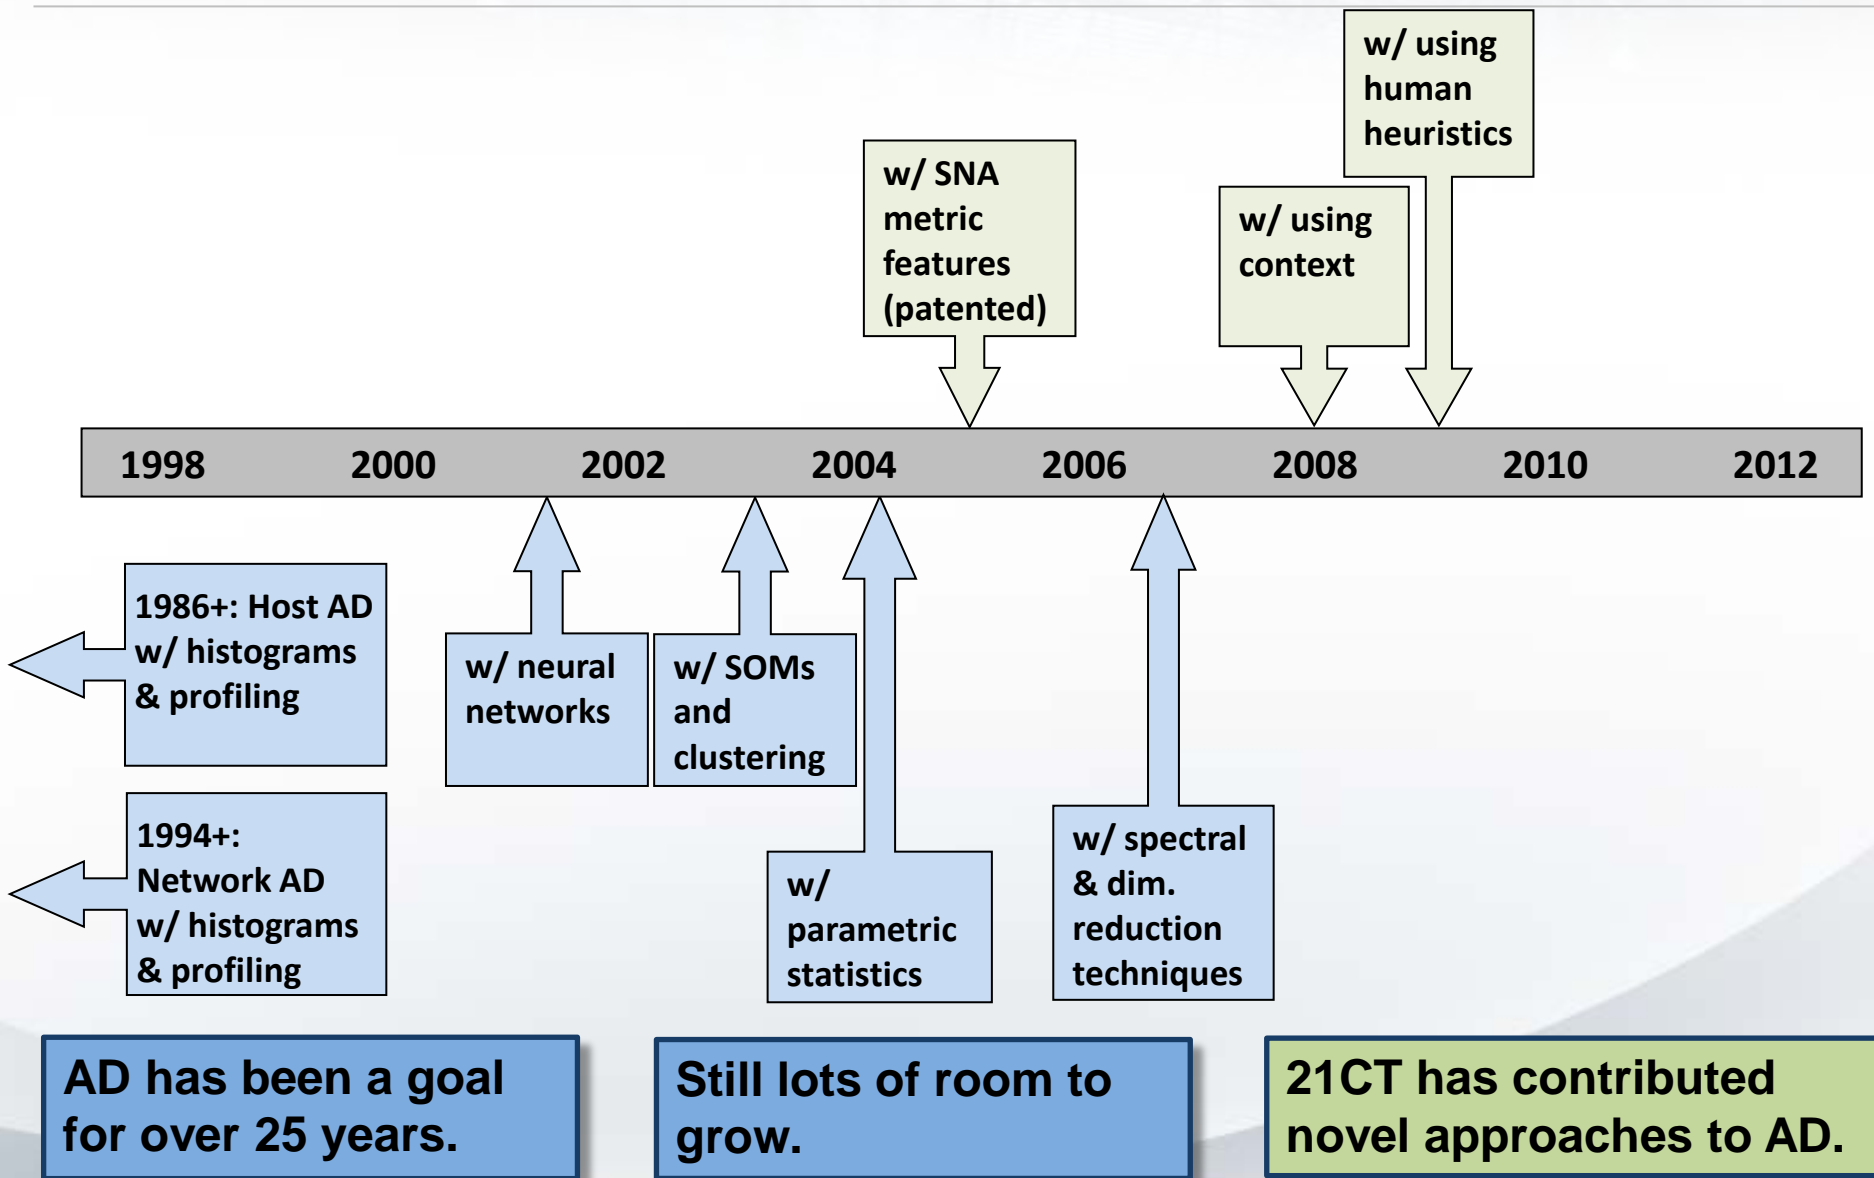 w/ using
human
heuristics
w/ SNA
metric
features
(patented)
w/ using
context
1998 2000 2002 2004 2006 2008 2010 2012
1986+: Host AD
w/ histograms
& profiling
w/ neural
networks
w/ SOMs
and
clustering
1994+:
Network AD
w/ histograms
& profiling
w/
parametric
statistics
w/ spectral
& dim.
reduction
techniques
AD has been a goal
for over 25 years.
Still lots of room to
grow.
21CT has contributed
novel approaches to AD.